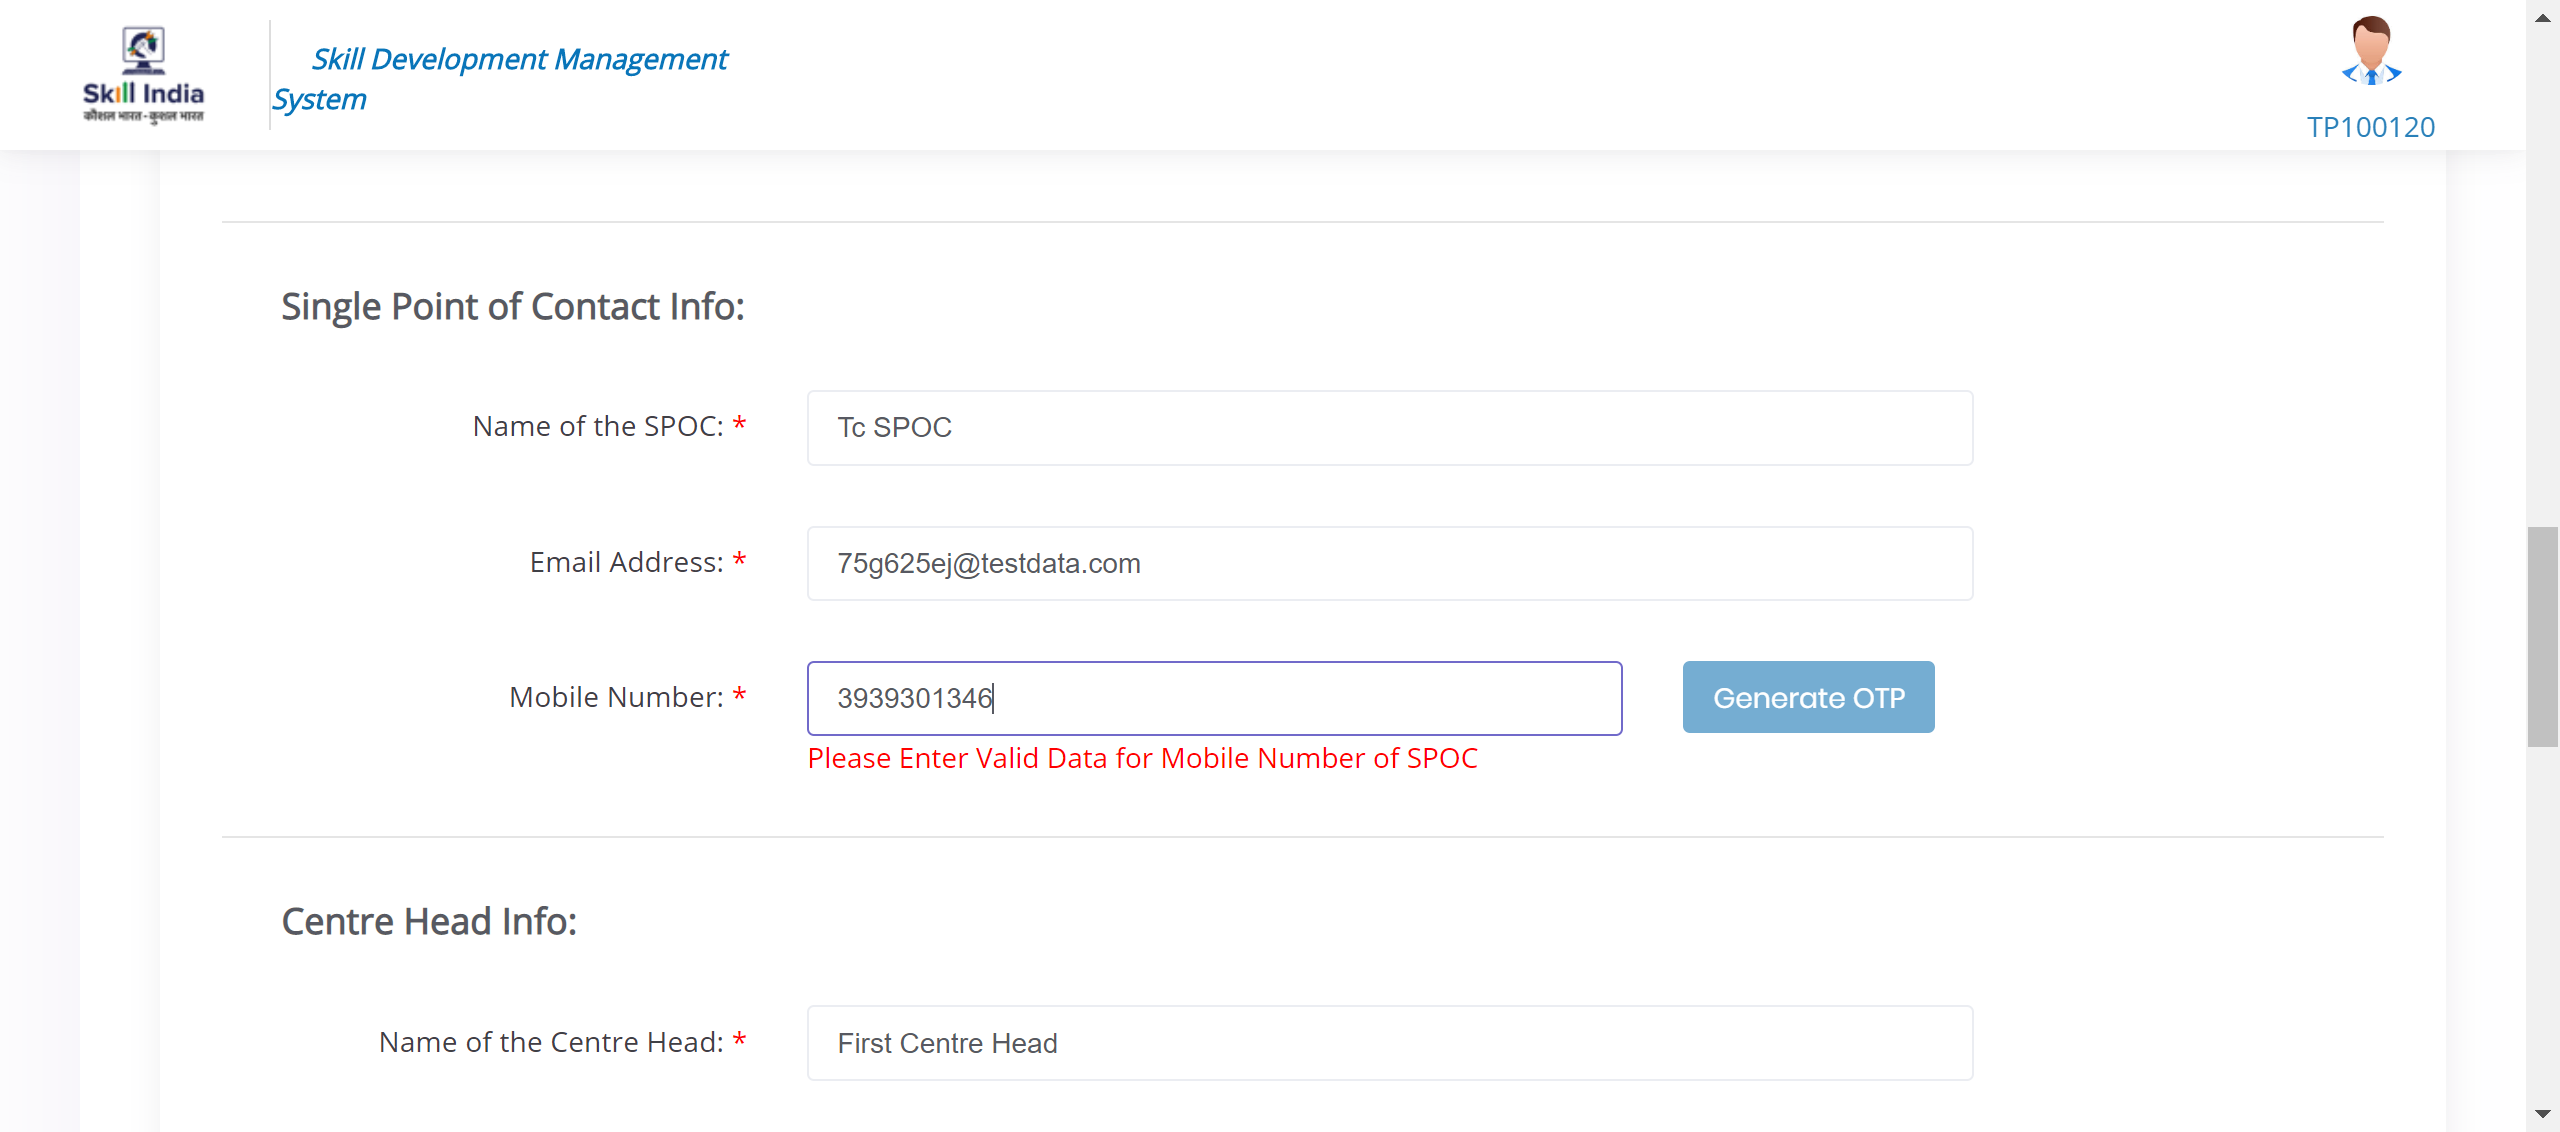 Skill India
कौशल भारत - कुशल भारत
Skill Development Management
System
TP100120
Single Point of Contact Info:
Name of the SPOC: *
Tc SPOC
Email Address: *
75g625ej@testdata.com
Mobile Number: *
3939301346
Generate OTP
Please Enter Valid Data for Mobile Number of SPOC
Centre Head Info:
Name of the Centre Head: *
First Centre Head